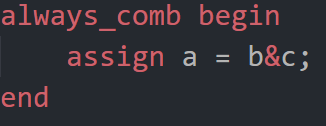 always_comb begin
    assign a = b&c;
end